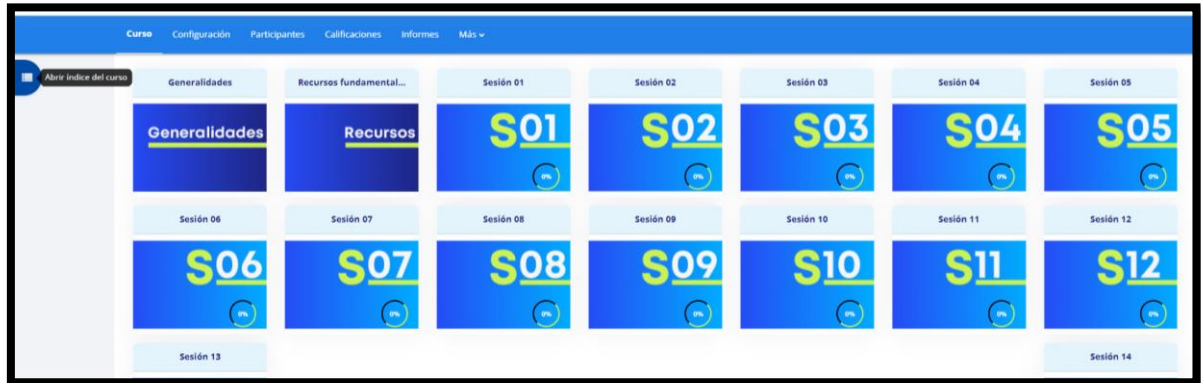 Curso Configuración Participantes Calificaciones Informes Más
Abrir índice del curso
Generalidades Recursos fundamental... Sesión 01 Sesión 02 Sesión 03 Sesión 04 Sesión 05
Generalidades Recursos S01 S02 S03 S04 S05
0% 0% 0% 0% 0%
Sesión 06 Sesión 07 Sesión 08 Sesión 09 Sesión 10 Sesión 11 Sesión 12
S06 S07 S08 S09 S10 S11 S12
0% 0% 0% 0% 0% 0% 0%
Sesión 13 Sesión 14